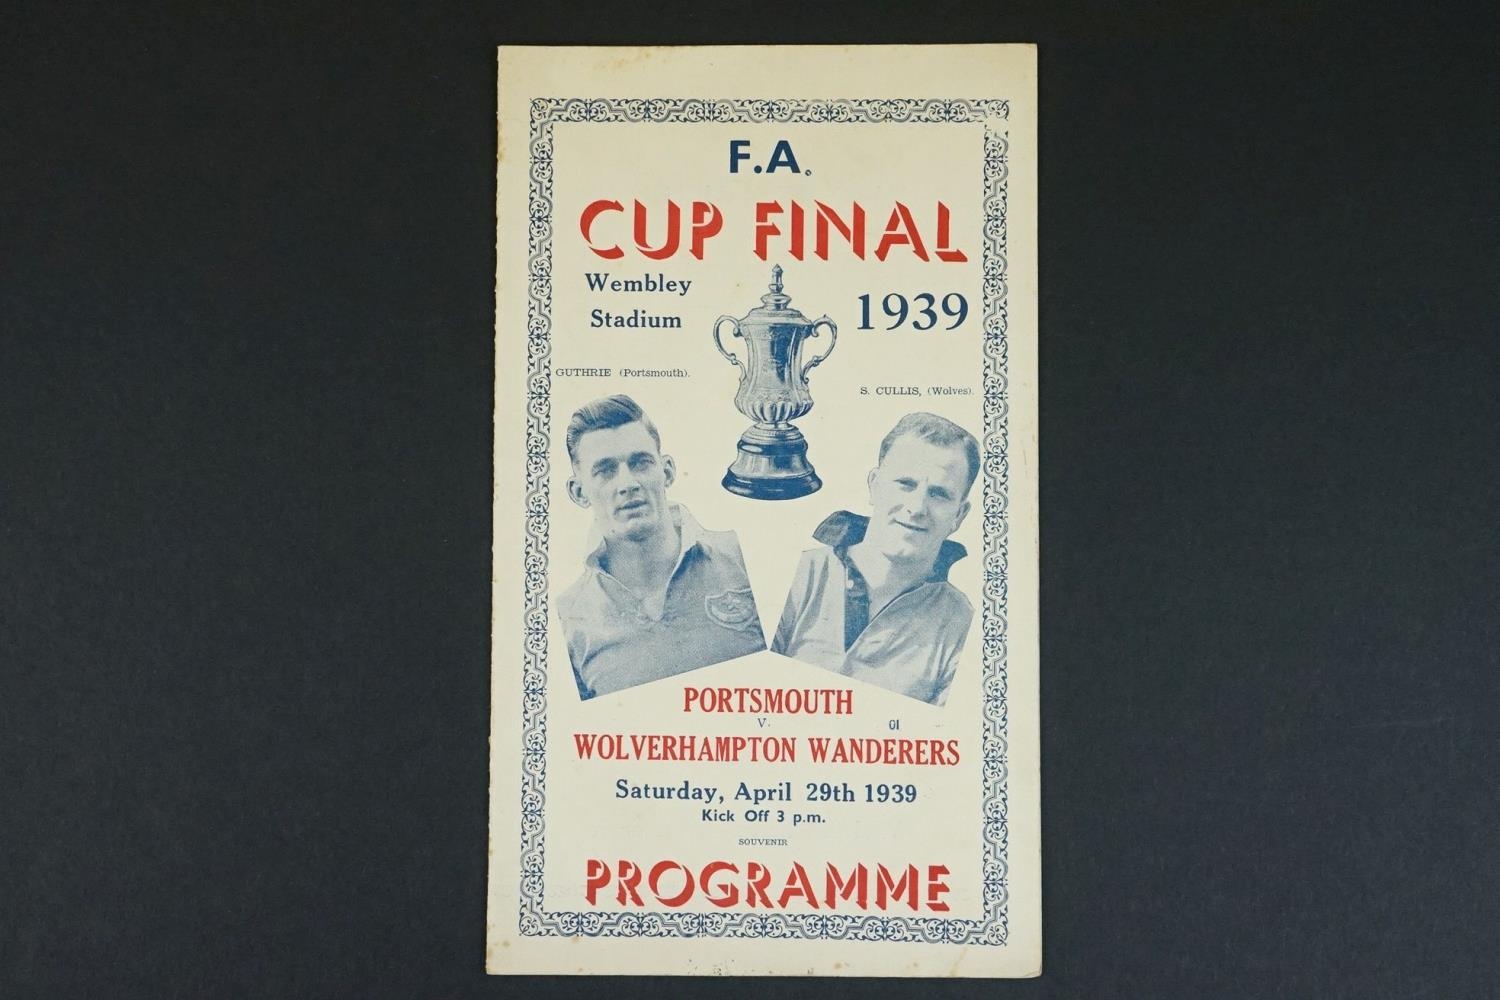 F.A.
CUP FINAL
Wembley
Stadium
1939
GUTHRIE (Portsmouth).
S. CULLIS, (Wolves).
PORTSMOUTH
V.
01
WOLVERHAMPTON WANDERERS
Saturday, April 29th 1939
Kick Off 3 p.m.
SOUVENIR
PROGRAMME